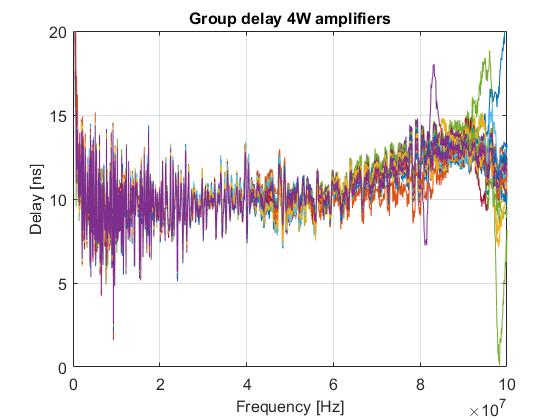 Group delay 4W amplifiers
20
15
10
5
0
Delay [ns]
0 2 4 6 8 10
Frequency [Hz]
×10^7